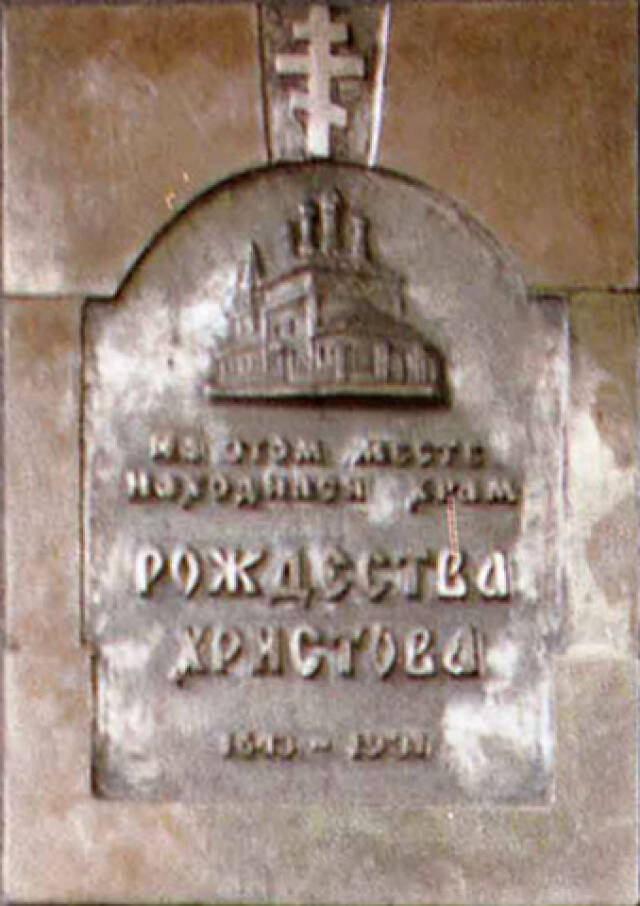 На этом месте
Находился храм
РОЖДЕСТВА
ХРИСТОВА